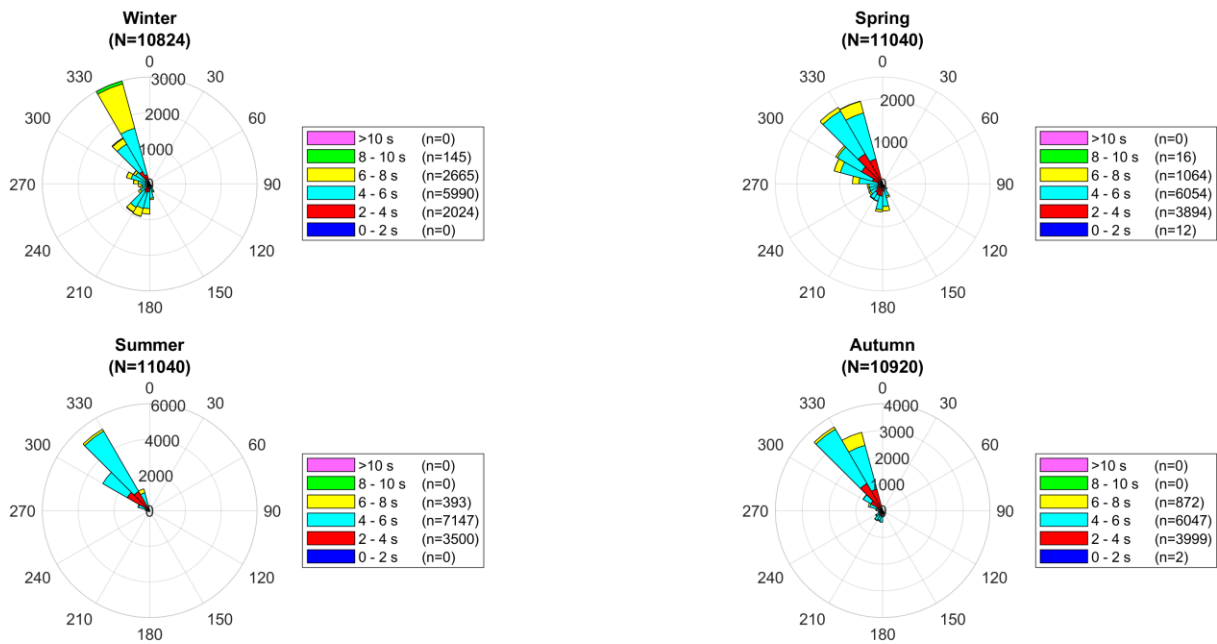 Winter
(N=10824)
0
30
60
90
120
150
180
210
240
270
300
330
1000
2000
3000
>10 s (n=0)
8 - 10 s (n=145)
6 - 8 s (n=2665)
4 - 6 s (n=5990)
2 - 4 s (n=2024)
0 - 2 s (n=0)
Spring
(N=11040)
0
30
60
90
120
150
180
210
240
270
300
330
1000
2000
>10 s (n=0)
8 - 10 s (n=16)
6 - 8 s (n=1064)
4 - 6 s (n=6054)
2 - 4 s (n=3894)
0 - 2 s (n=12)
Summer
(N=11040)
0
30
60
90
120
150
180
210
240
270
300
330
0
2000
4000
6000
>10 s (n=0)
8 - 10 s (n=0)
6 - 8 s (n=393)
4 - 6 s (n=7147)
2 - 4 s (n=3500)
0 - 2 s (n=0)
Autumn
(N=10920)
0
30
60
90
120
150
180
210
240
270
300
330
1000
2000
3000
4000
>10 s (n=0)
8 - 10 s (n=0)
6 - 8 s (n=872)
4 - 6 s (n=6047)
2 - 4 s (n=3999)
0 - 2 s (n=2)